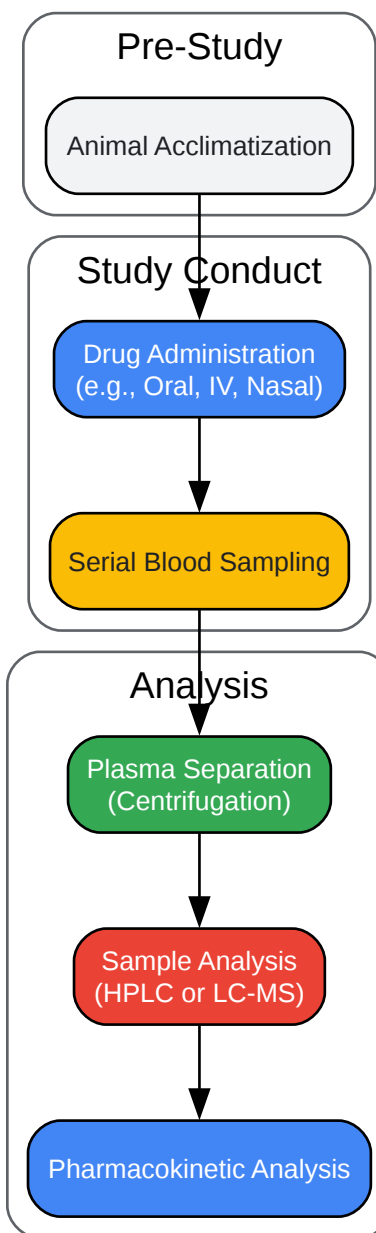 Pre-Study
Animal Acclimatization
Study Conduct
Drug Administration
(e.g., Oral, IV, Nasal)
Serial Blood Sampling
Analysis
Plasma Separation
(Centrifugation)
Sample Analysis
(HPLC or LC-MS)
Pharmacokinetic Analysis